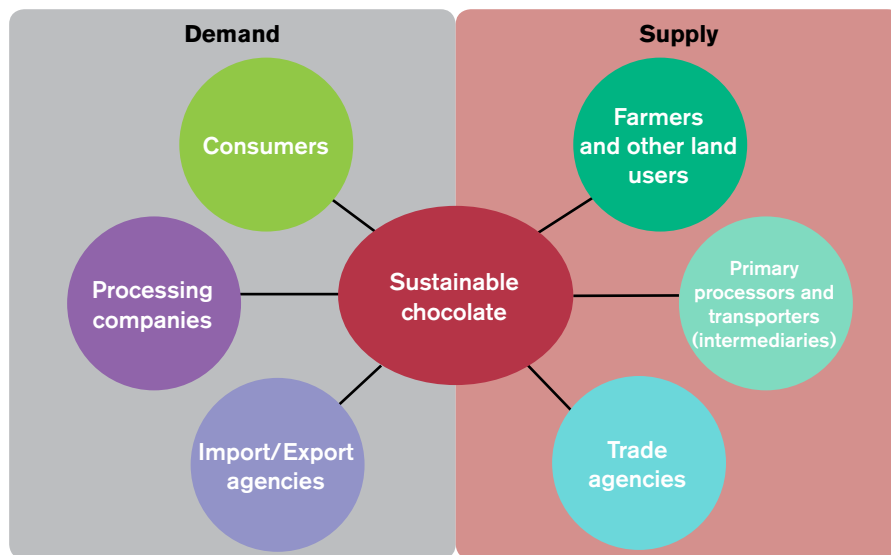 Demand
Supply
Consumers
Farmers
and other land
users
Processing
companies
Sustainable
chocolate
Primary
processors and
transporters
(intermediaries)
Import/Export
agencies
Trade
agencies